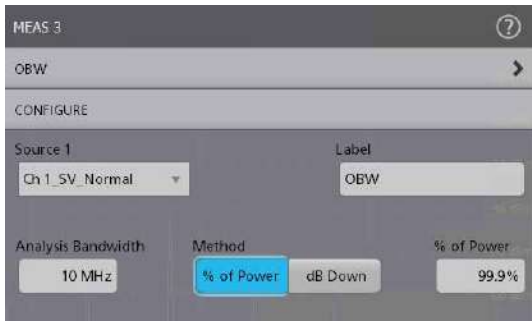 MEAS 3
?
OBW
CONFIGURE
Source 1 Label
Ch 1_SV_Normal OBW
Analysis Bandwidth Method % of Power
10 MHz % of Power dB Down 99.9%